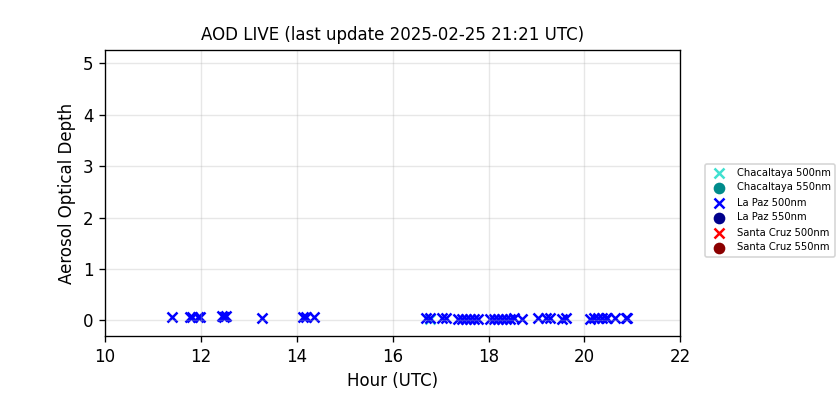 AOD LIVE (last update 2025-02-25 21:21 UTC)
Aerosol Optical Depth
5
4
3
2
1
0
10 12 14 16 18 20 22
Hour (UTC)
Chacaltaya 500nm
Chacaltaya 550nm
La Paz 500nm
La Paz 550nm
Santa Cruz 500nm
Santa Cruz 550nm